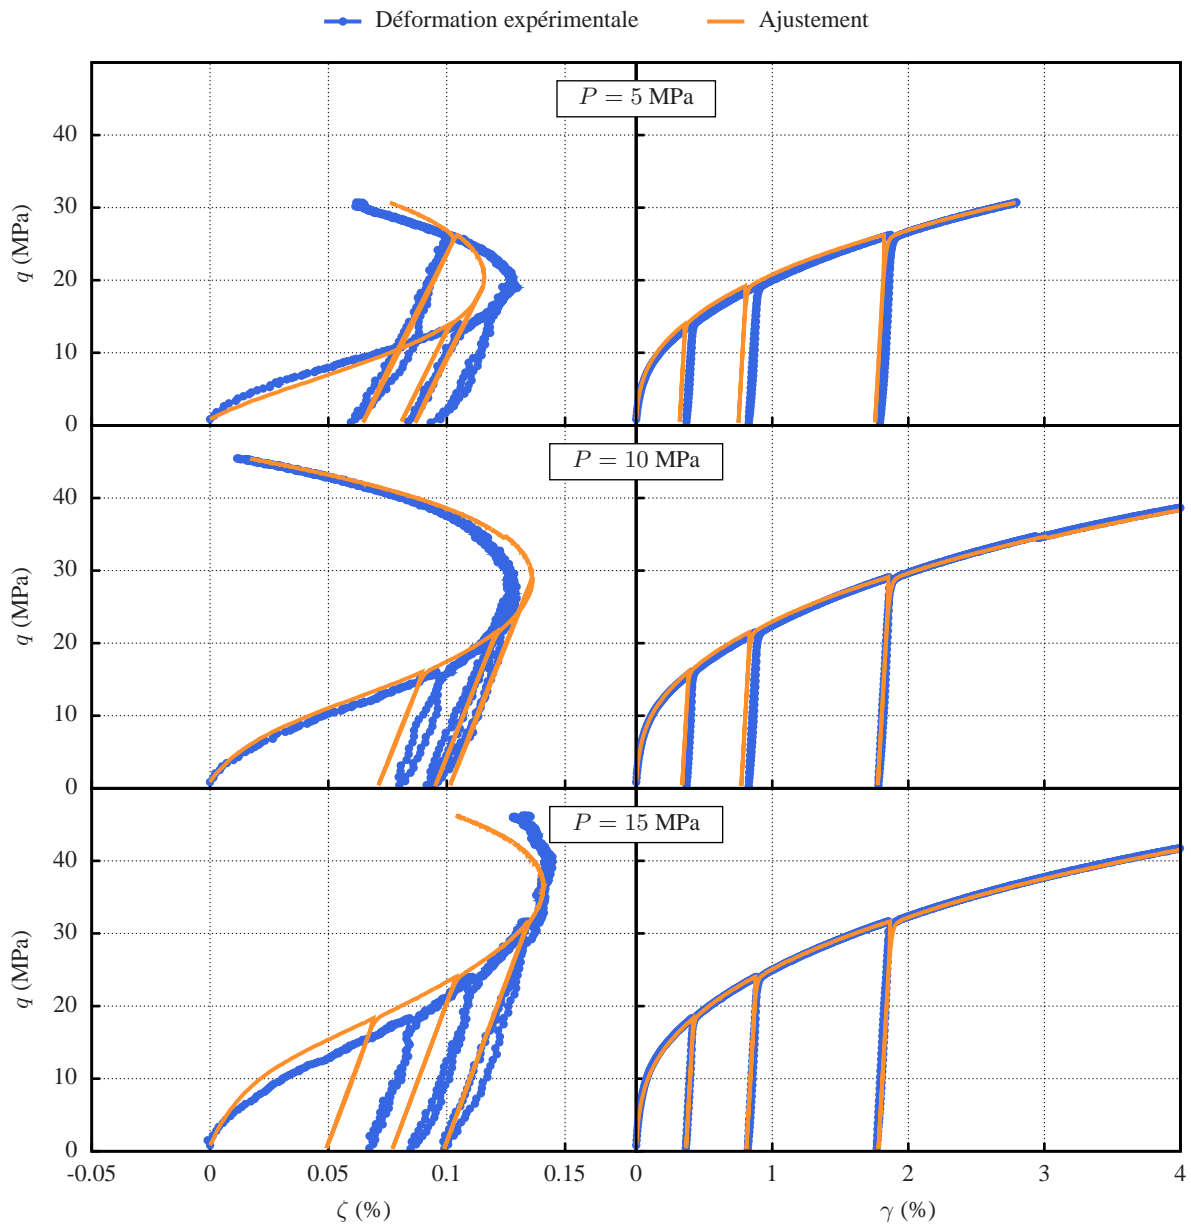 Déformation expérimentale Ajustement
P = 5 MPa
40
30
20
10
0
q (MPa)
P = 10 MPa
40
30
20
10
0
q (MPa)
P = 15 MPa
40
30
20
10
0
q (MPa)
-0.05 0 0.05 0.1 0.15 0 1 2 3 4
ζ (%) γ (%)